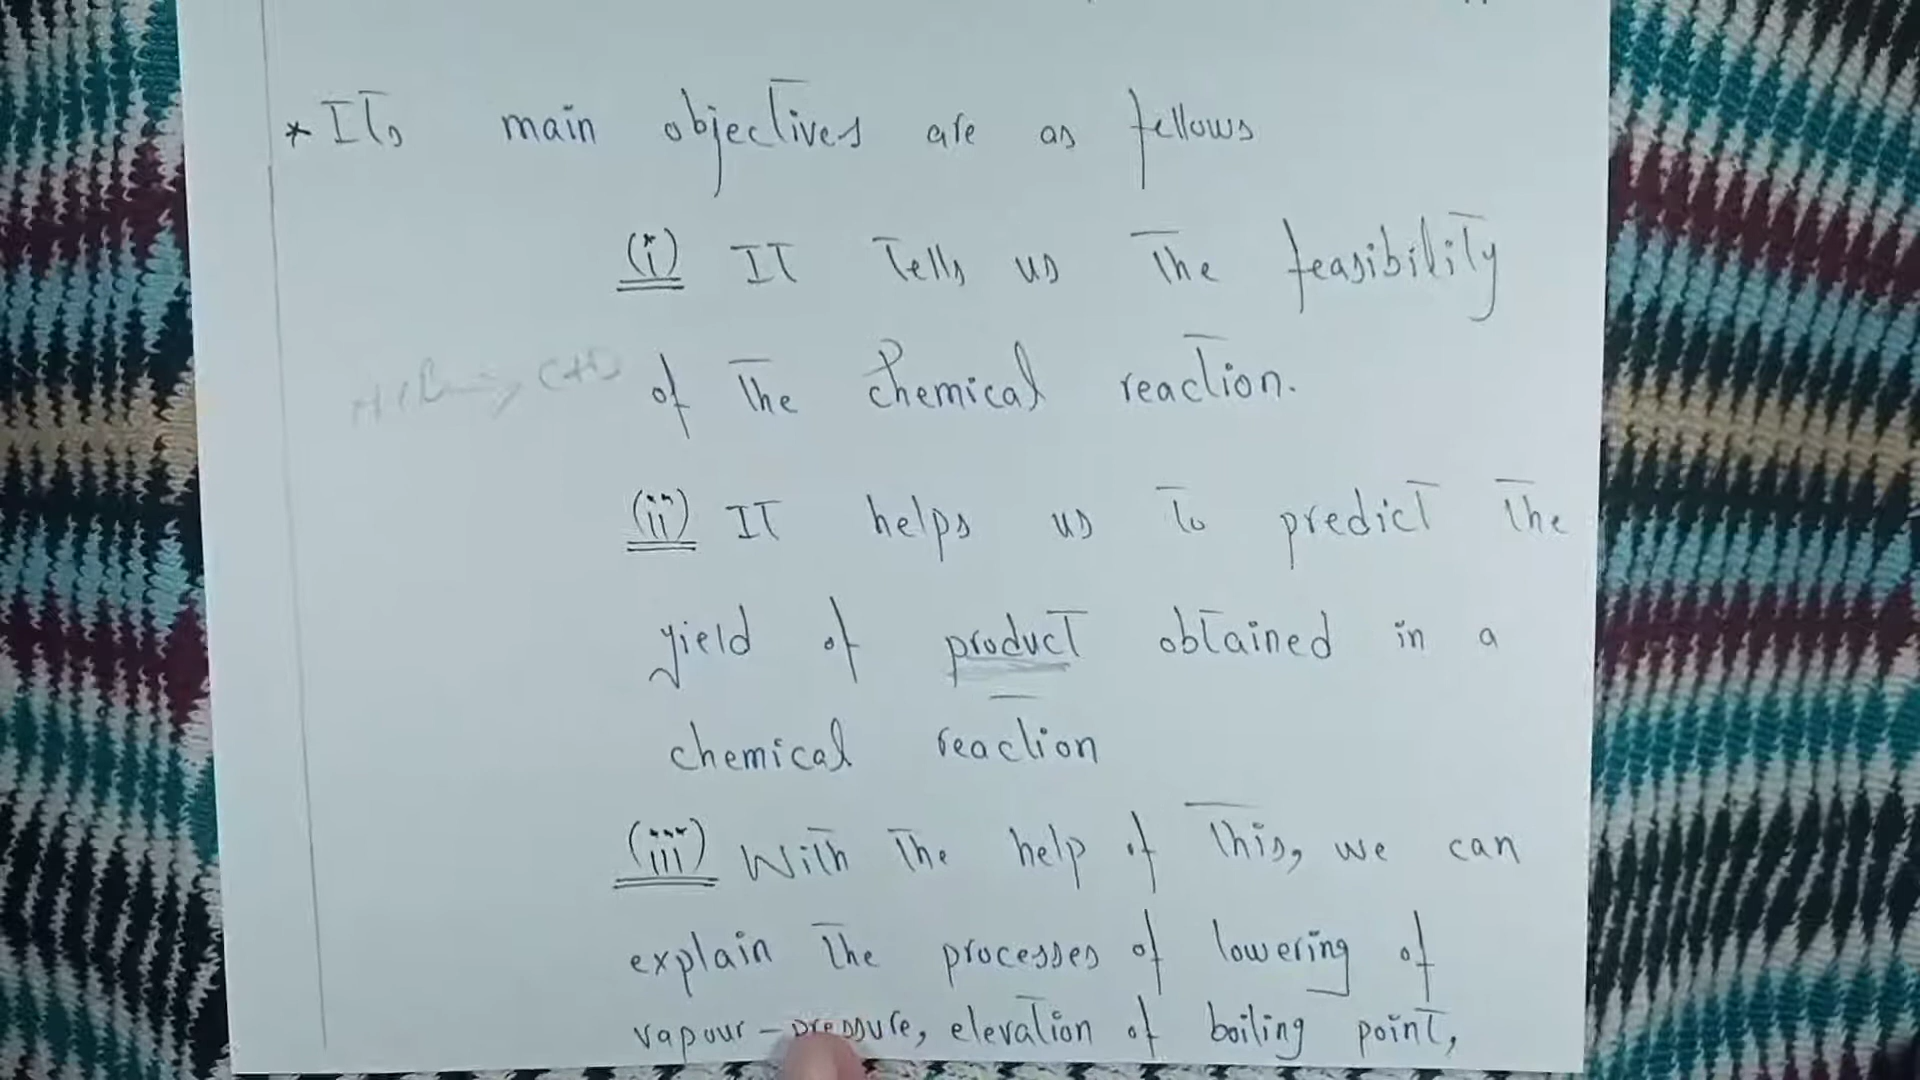 * Its main objectives are as fellows
(i) It tells us the feasibility
of the chemical reaction.
(ii) It helps us to predict the
yield of product obtained in a
chemical reaction
(iii) With the help of this, we can
explain the processes of lowering of
vapour-pressure, elevation of boiling point,